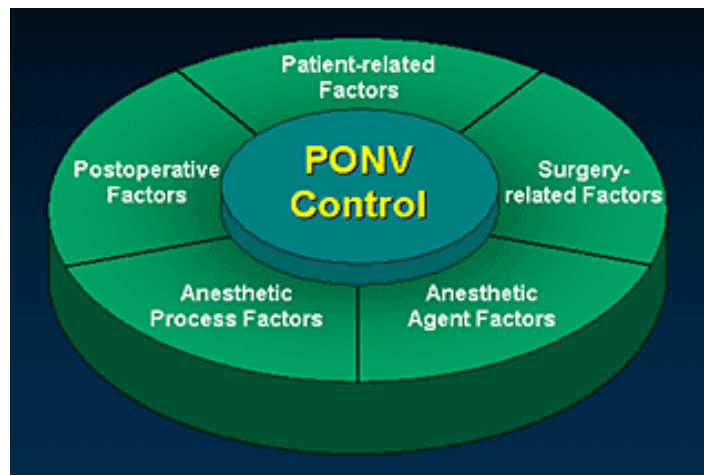 Patient-related
Factors
PONV
Control
Postoperative
Factors
Surgery-
related Factors
Anesthetic
Process Factors
Anesthetic
Agent Factors